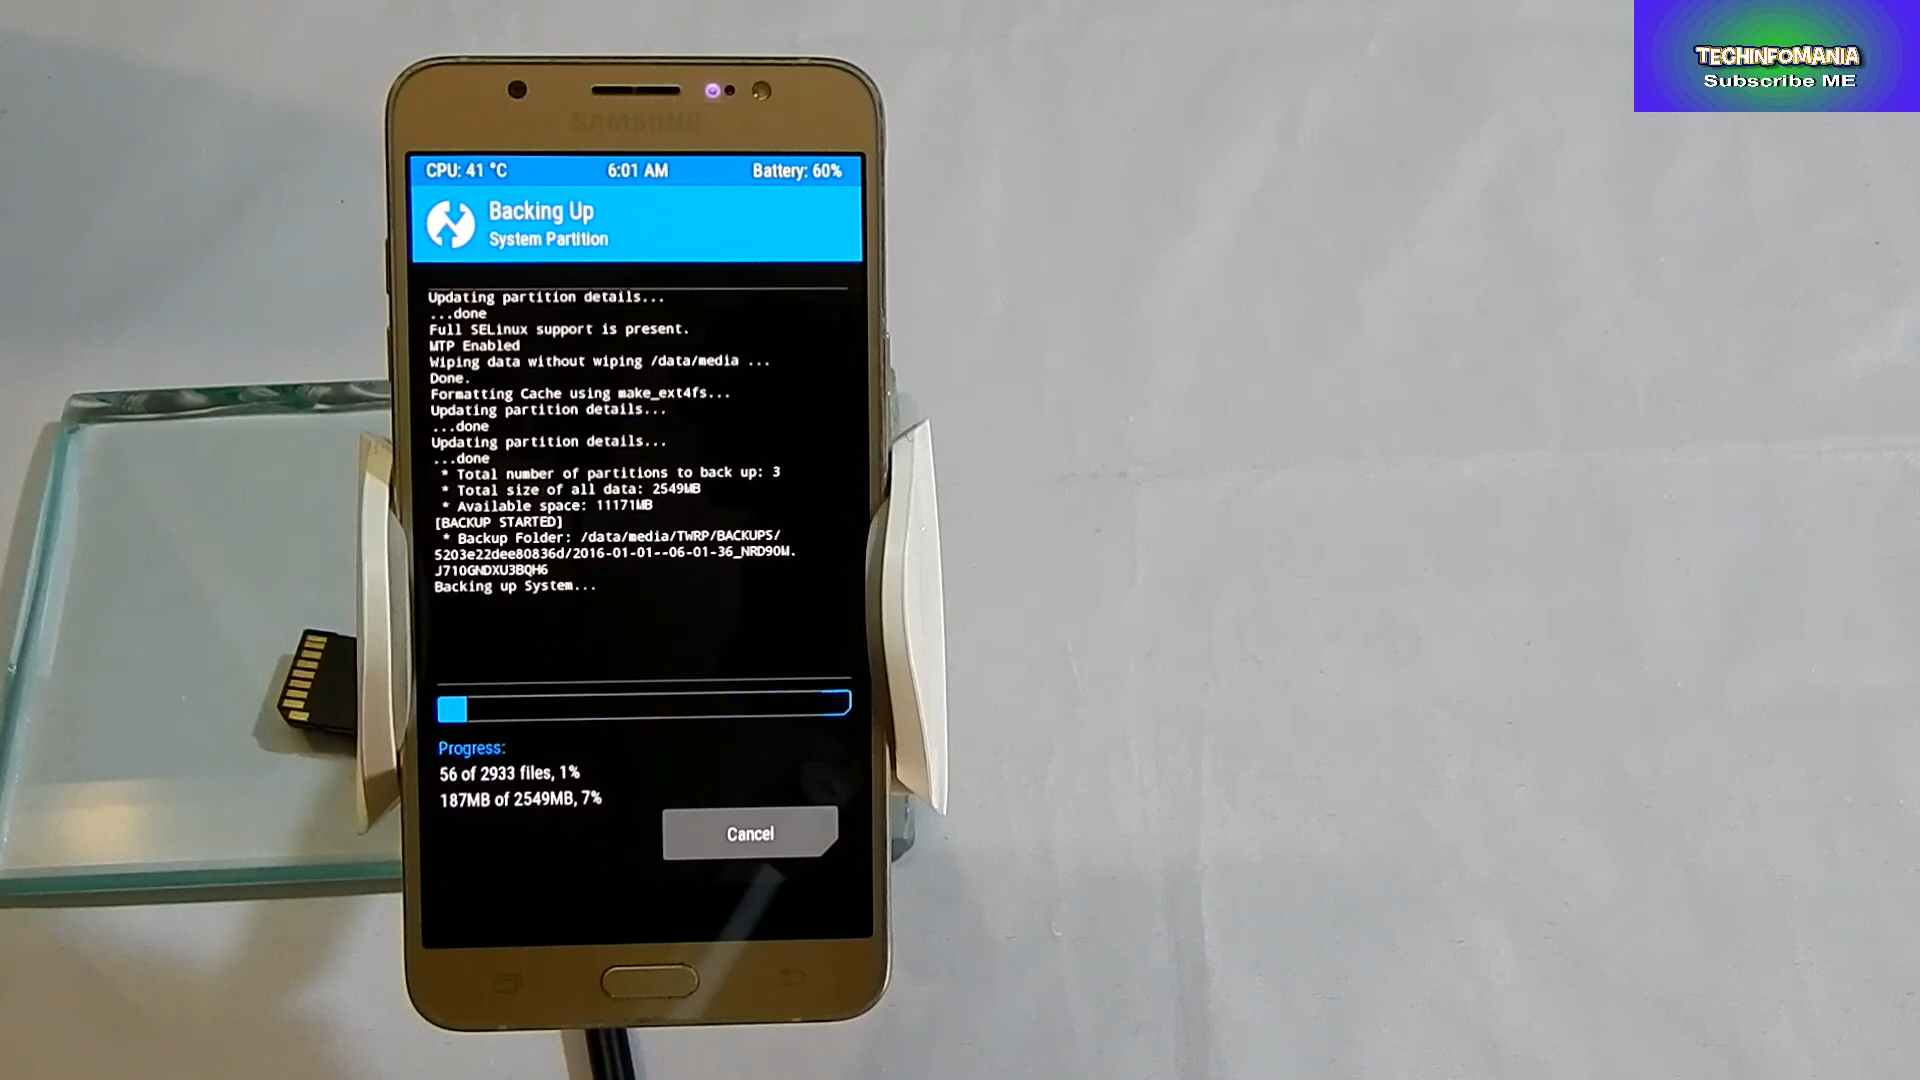 TECHINFOMANIA
Subscribe ME
SAMSUNG
CPU: 41 °C 6:01 AM Battery: 60%
Backing Up
System Partition
Updating partition details...
...done
Full SELinux support is present.
MTP Enabled
Wiping data without wiping /data/media ...
Done.
Formatting Cache using make_ext4fs...
Updating partition details...
...done
Updating partition details...
...done
* Total number of partitions to back up: 3
* Total size of all data: 2549MB
* Available space: 11171MB
[BACKUP STARTED]
* Backup Folder: /data/media/TWRP/BACKUPS/
5203e22dee80836d/2016-01-01--06-01-36_NRD90M.
J710GNDXU3BQH6
Backing up System...
Progress:
56 of 2933 files, 1%
187MB of 2549MB, 7%
Cancel